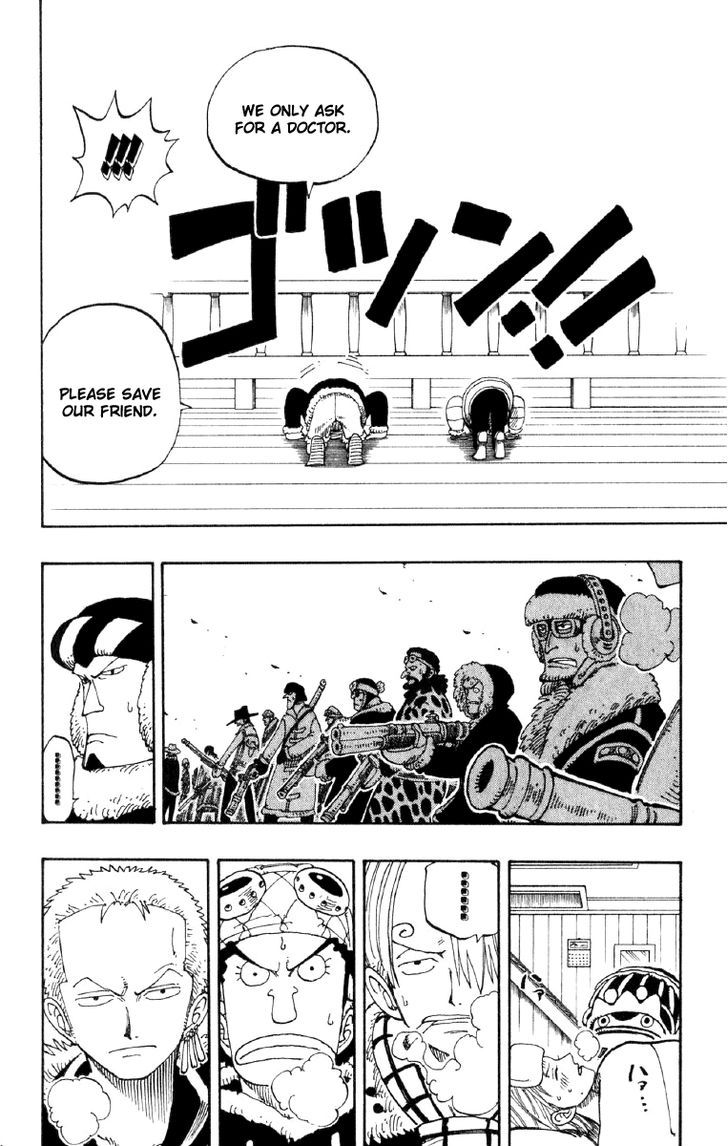 WE ONLY ASK
FOR A DOCTOR.
!!!
ゴツン!!
PLEASE SAVE
OUR FRIEND.
ハァ
ハァ…